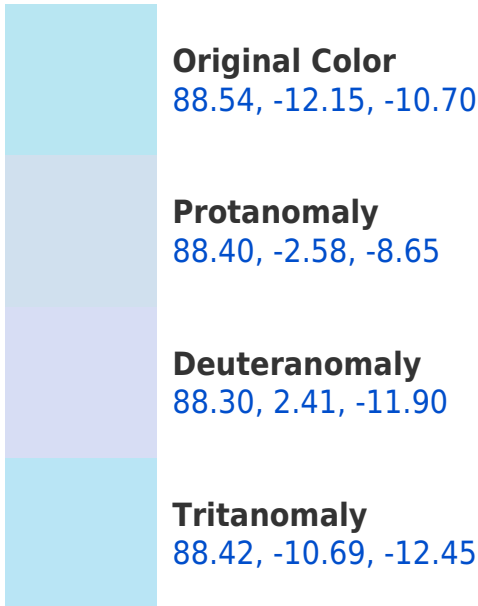 Original Color
88.54, -12.15, -10.70
Protanomaly
88.40, -2.58, -8.65
Deuteranomaly
88.30, 2.41, -11.90
Tritanomaly
88.42, -10.69, -12.45